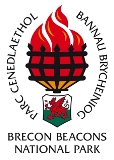 PARC CENEDLAETHOL
BANNAU BRYCHEINIOG
BRECON BEACONS
NATIONAL PARK